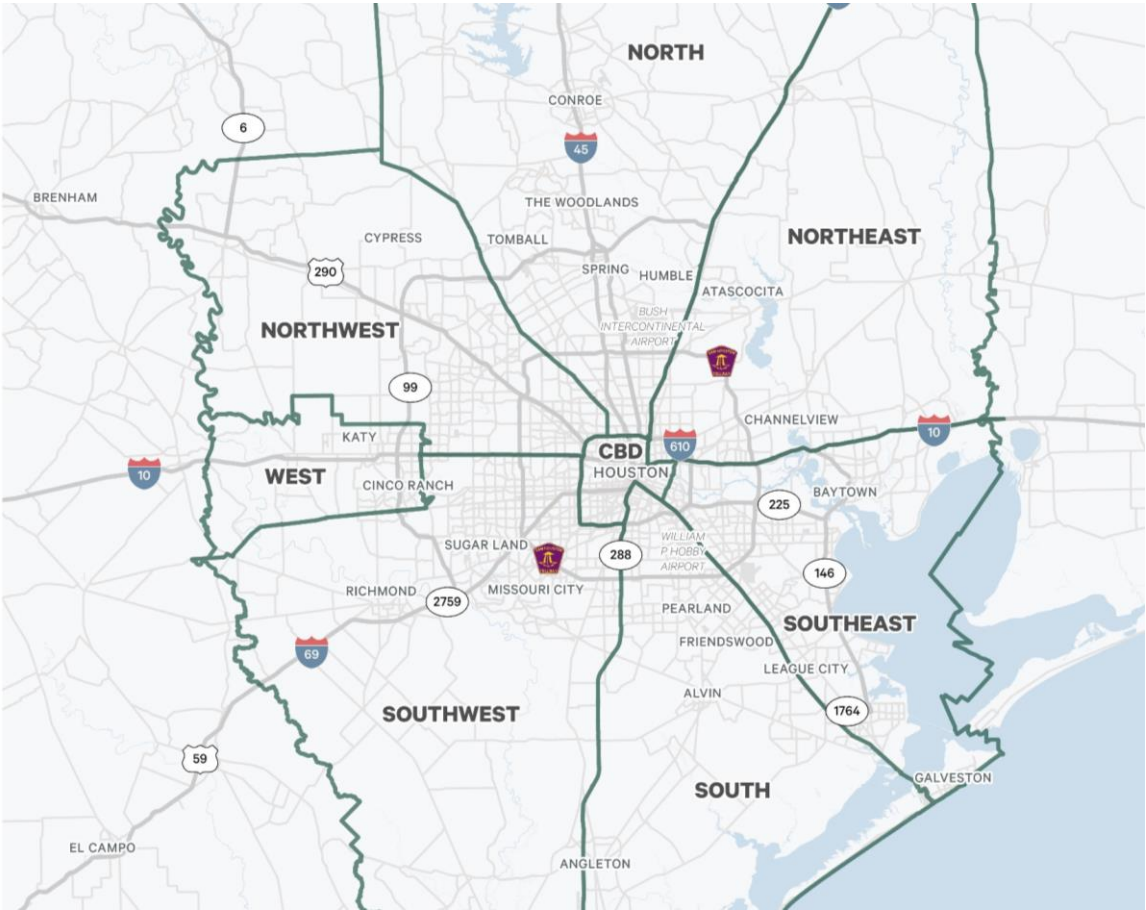 NORTH
CONROE
45
6
BRENHAM
THE WOODLANDS
CYPRESS
TOMBALL
NORTHEAST
290
SPRING
HUMBLE
ATASCOCITA
BUSH
INTERCONTINENTAL
AIRPORT
NORTHWEST
99
CHANNELVIEW
10
KATY
610
CBD
HOUSTON
10
WEST
CINCO RANCH
225
BAYTOWN
SUGAR LAND
WILLIAM
P HOBBY
AIRPORT
288
146
RICHMOND
2759
MISSOURI CITY
PEARLAND
SOUTHEAST
FRIENDSWOOD
69
LEAGUE CITY
ALVIN
1764
SOUTHWEST
59
GALVESTON
SOUTH
EL CAMPO
ANGLETON